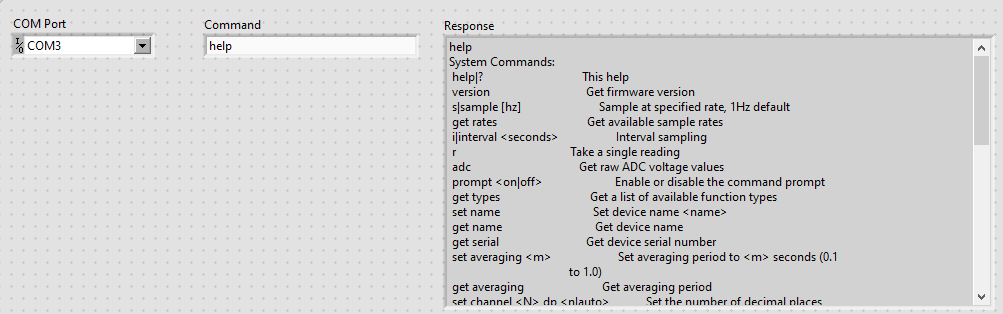 COM Port
Command
Response
COM3
help
help
System Commands:
help|? This help
version Get firmware version
s|sample [hz] Sample at specified rate, 1Hz default
get rates Get available sample rates
i|interval <seconds> Interval sampling
r Take a single reading
adc Get raw ADC voltage values
prompt <on|off> Enable or disable the command prompt
get types Get a list of available function types
set name Set device name <name>
get name Get device name
get serial Get device serial number
set averaging <m> Set averaging period to <m> seconds (0.1
to 1.0)
get averaging Get averaging period
set channel <N> dp <n|auto> Set the number of decimal places